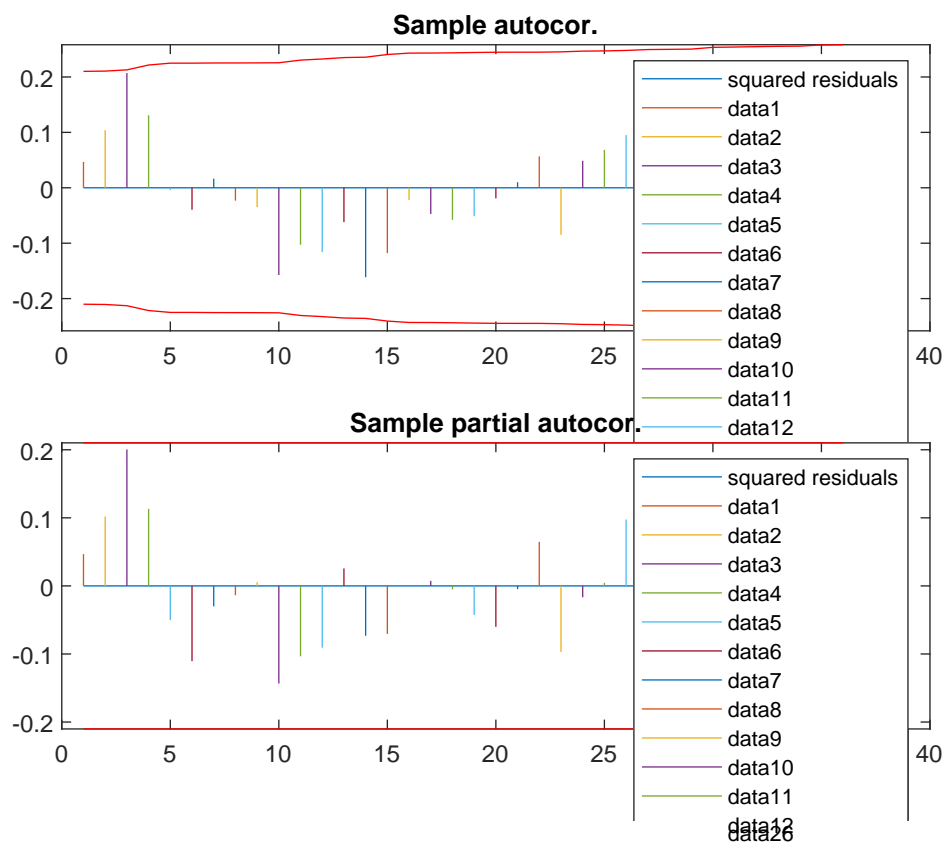 Sample autocor.
0.2
0.1
0
-0.1
-0.2
0 5 10 15 20 25 40
squared residuals
data1
data2
data3
data4
data5
data6
data7
data8
data9
data10
data11
data12
Sample partial autocor.
0.2
0.1
0
-0.1
-0.2
0 5 10 15 20 25 40
squared residuals
data1
data2
data3
data4
data5
data6
data7
data8
data9
data10
data11
data12
data26